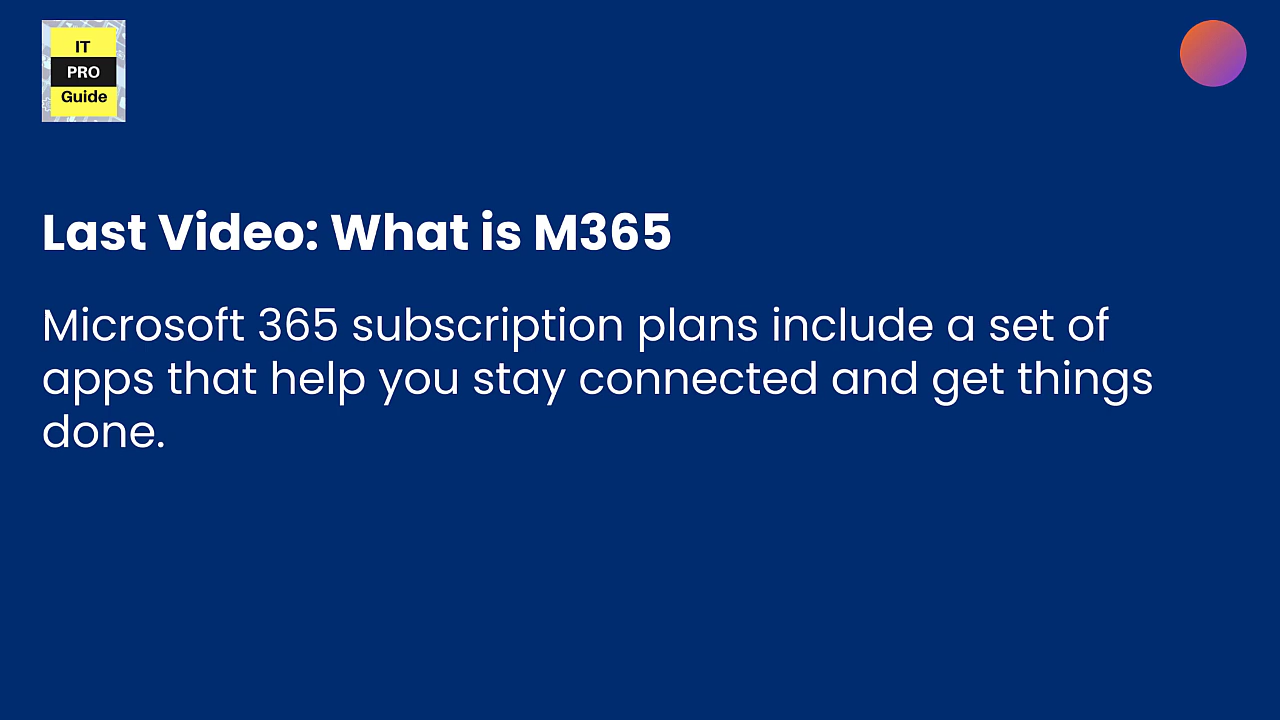 IT
PRO
Guide
Last Video: What is M365
Microsoft 365 subscription plans include a set of
apps that help you stay connected and get things
done.